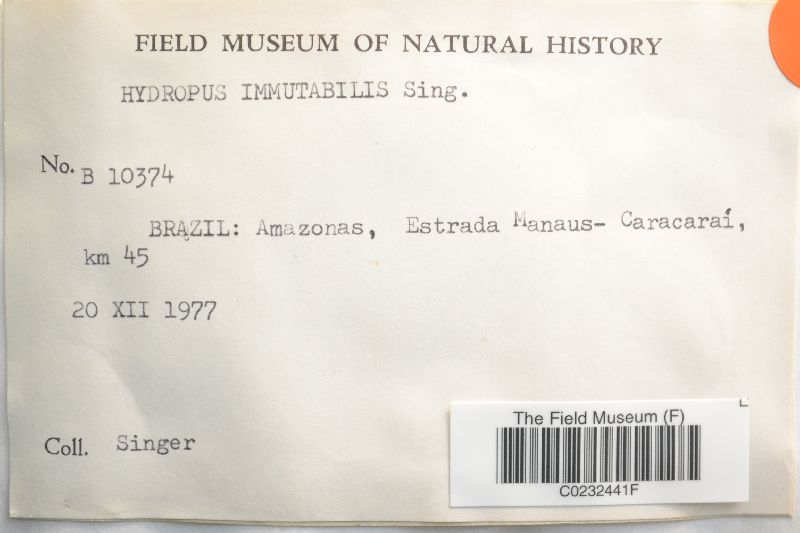 FIELD MUSEUM OF NATURAL HISTORY
HYDROPUS IMMUTABILIS Sing.
No. B 10374
BRAZIL: Amazonas, Estrada Manaus- Caracaraí,
km 45
20 XII 1977
Coll. Singer
The Field Museum (F)
C0232441F